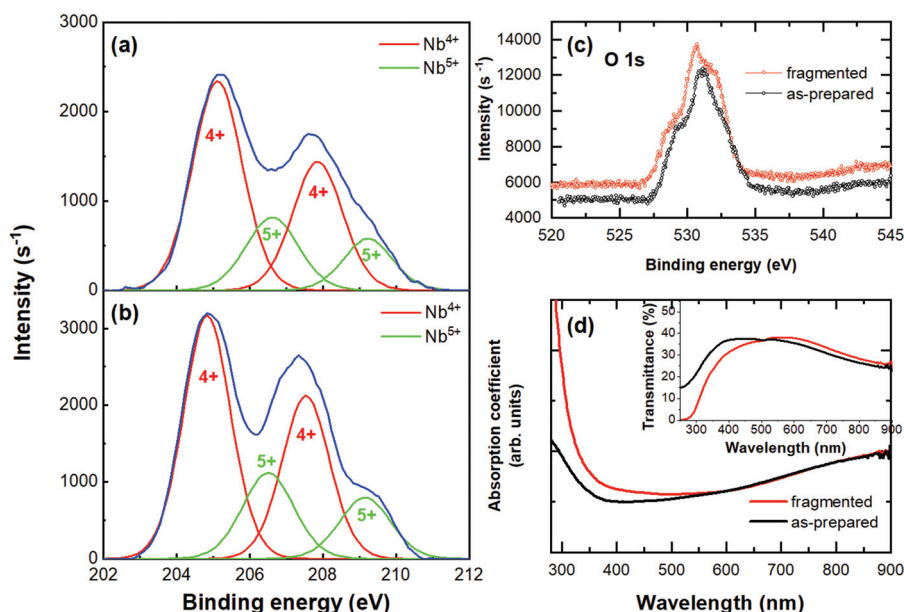 (a)
Nb⁴⁺
Nb⁵⁺
4+
5+
4+
5+
3000
2000
1000
0
(b)
Nb⁴⁺
Nb⁵⁺
4+
5+
4+
5+
3000
2000
1000
0
202 204 206 208 210 212
Binding energy (eV)
Intensity (s⁻¹)
(c)
O 1s
fragmented
as-prepared
14000
12000
10000
8000
6000
4000
520 525 530 535 540 545
Binding energy (eV)
Intensity (s⁻¹)
(d)
50
40
30
20
10
0
300 400 500 600 700 800 900
Wavelength (nm)
Transmittance (%)
fragmented
as-prepared
300 400 500 600 700 800 900
Wavelength (nm)
Absorption coefficient
(arb. units)